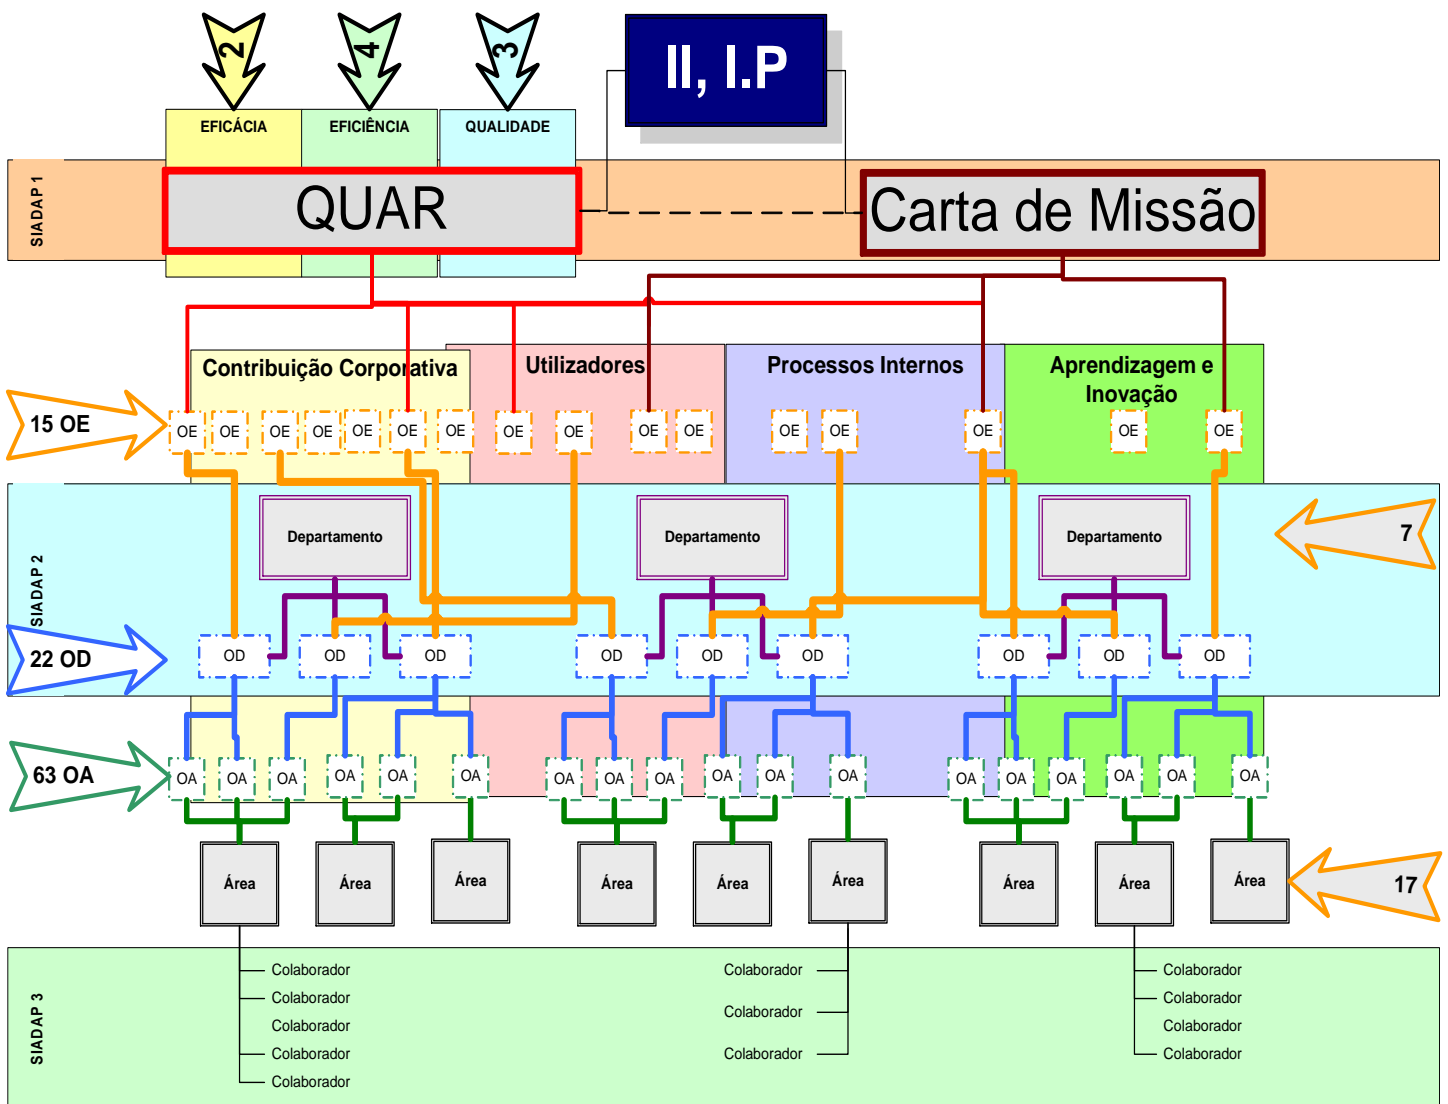 2
4
3
II, I.P
EFICÁCIA
EFICIÊNCIA
QUALIDADE
SIADAP 1
QUAR
Carta de Missão
Contribuição Corporativa
Utilizadores
Processos Internos
Aprendizagem e
Inovação
15 OE
OE OE OE OE OE OE OE OE OE OE OE OE OE OE OE OE
SIADAP 2
Departamento
Departamento
Departamento
7
22 OD
OD OD OD OD OD OD OD OD OD
63 OA
OA OA OA OA OA OA OA OA OA OA OA OA OA OA OA OA OA OA
Área Área Área Área Área Área Área Área Área
17
SIADAP 3
Colaborador
Colaborador
Colaborador
Colaborador
Colaborador
Colaborador
Colaborador
Colaborador
Colaborador
Colaborador
Colaborador
Colaborador